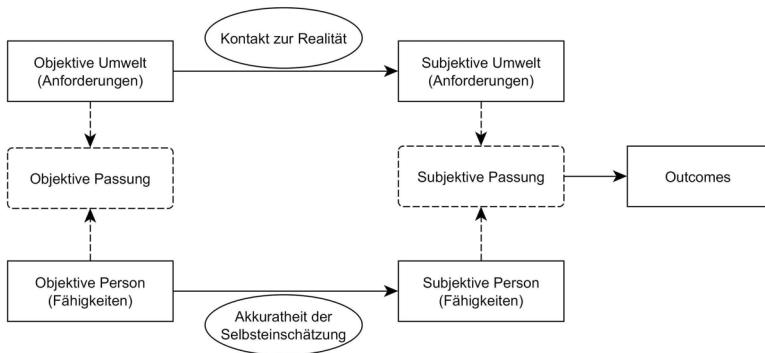 Kontakt zur Realität
Objektive Umwelt
(Anforderungen)
Subjektive Umwelt
(Anforderungen)
Objektive Passung
Subjektive Passung
Outcomes
Objektive Person
(Fähigkeiten)
Subjektive Person
(Fähigkeiten)
Akkuratheit der
Selbsteinschätzung